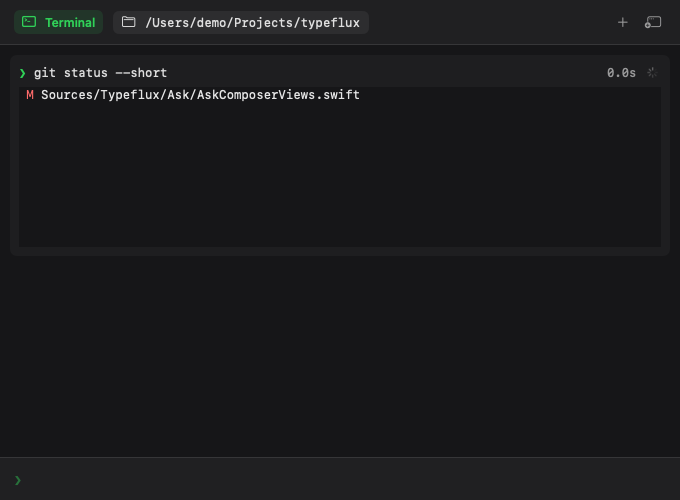 Terminal /Users/demo/Projects/typeflux
❯ git status --short 0.0s
M Sources/Typeflux/Ask/AskComposerViews.swift
❯